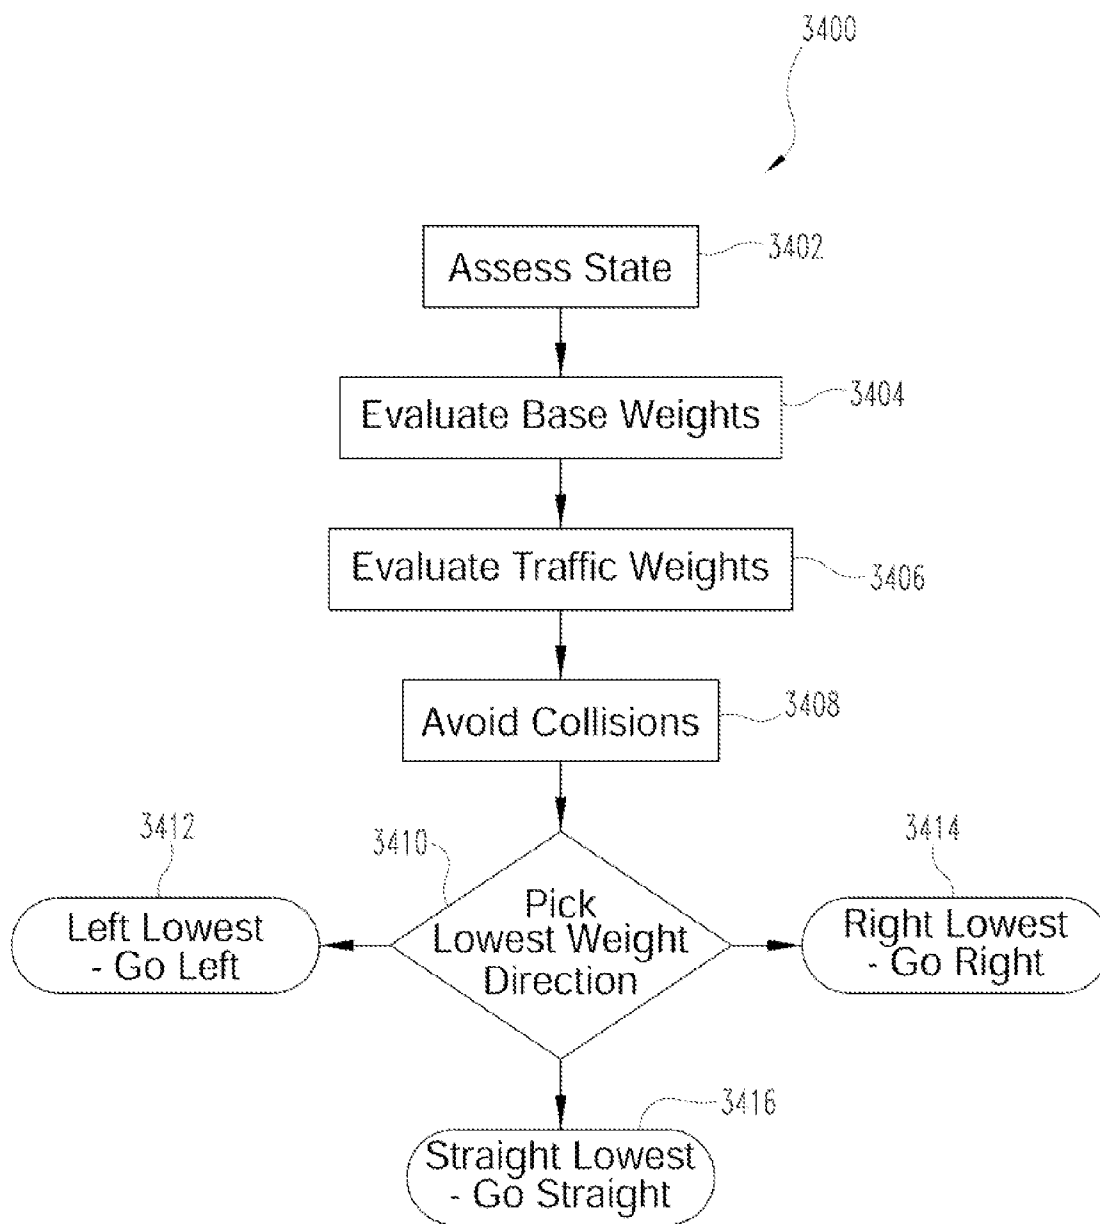 3400
Assess State
3402
Evaluate Base Weights
3404
Evaluate Traffic Weights
3406
Avoid Collisions
3408
3410
Pick
Lowest Weight
Direction
3412
Left Lowest
- Go Left
3414
Right Lowest
- Go Right
3416
Straight Lowest
- Go Straight